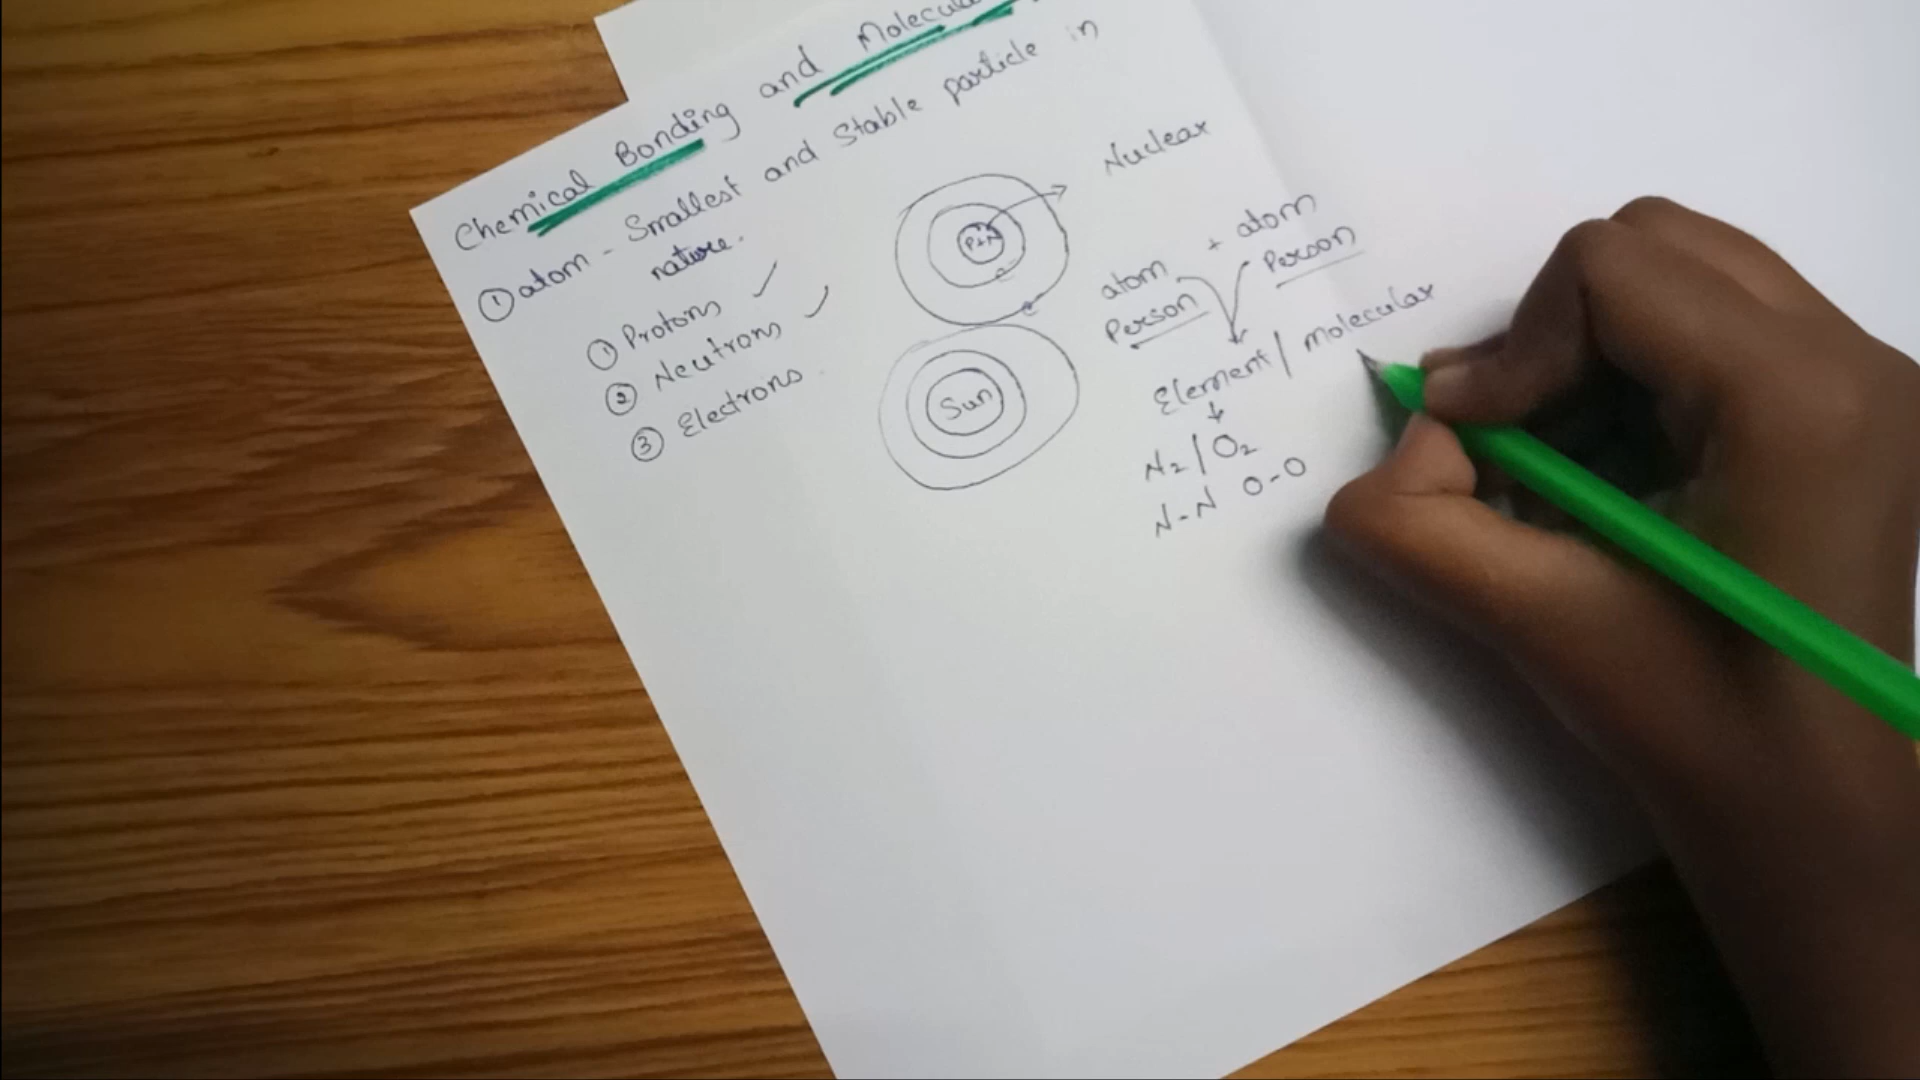 Chemical Bonding and Molecula
① atom - Smallest and Stable particle in
nature.
① Protons ✓
② Neutrons ✓
③ Electrons
P+N
e-
e
Nuclear
Sun
atom + atom
Person Person
Element / Molecular
N2 / O2
N-N O-O